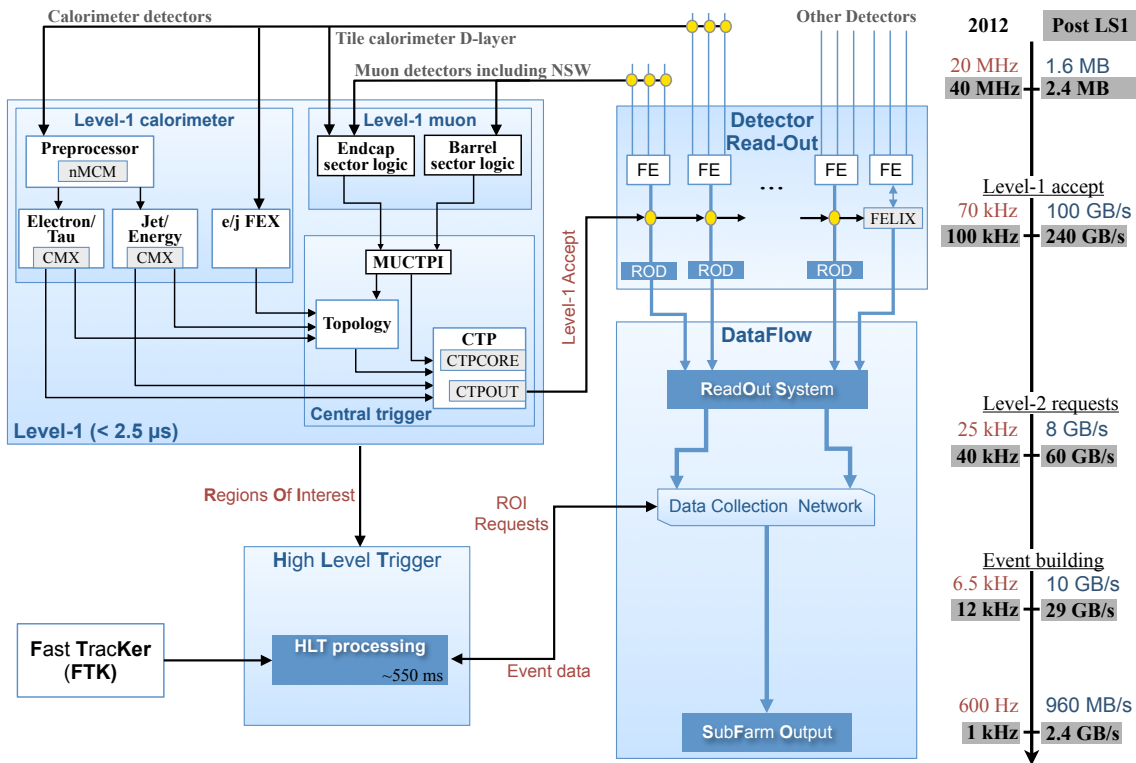 Calorimeter detectors
Tile calorimeter D-layer
Muon detectors including NSW
Other Detectors
Level-1 calorimeter
Preprocessor
nMCM
Electron/
Tau
CMX
Jet/
Energy
CMX
e/j FEX
Level-1 muon
Endcap
sector logic
Barrel
sector logic
MUCTPI
Topology
CTP
CTPCORE
CTPOUT
Central trigger
Level-1 (< 2.5 µs)
Level-1 Accept
Detector
Read-Out
FE
FE
...
FE
FE
FELIX
ROD
ROD
ROD
DataFlow
ReadOut System
Data Collection Network
SubFarm Output
Regions Of Interest
ROI
Requests
High Level Trigger
HLT processing
~550 ms
Event data
Fast TracKer
(FTK)
2012 Post LS1
20 MHz 1.6 MB
40 MHz 2.4 MB
Level-1 accept
70 kHz 100 GB/s
100 kHz 240 GB/s
Level-2 requests
25 kHz 8 GB/s
40 kHz 60 GB/s
Event building
6.5 kHz 10 GB/s
12 kHz 29 GB/s
600 Hz 960 MB/s
1 kHz 2.4 GB/s